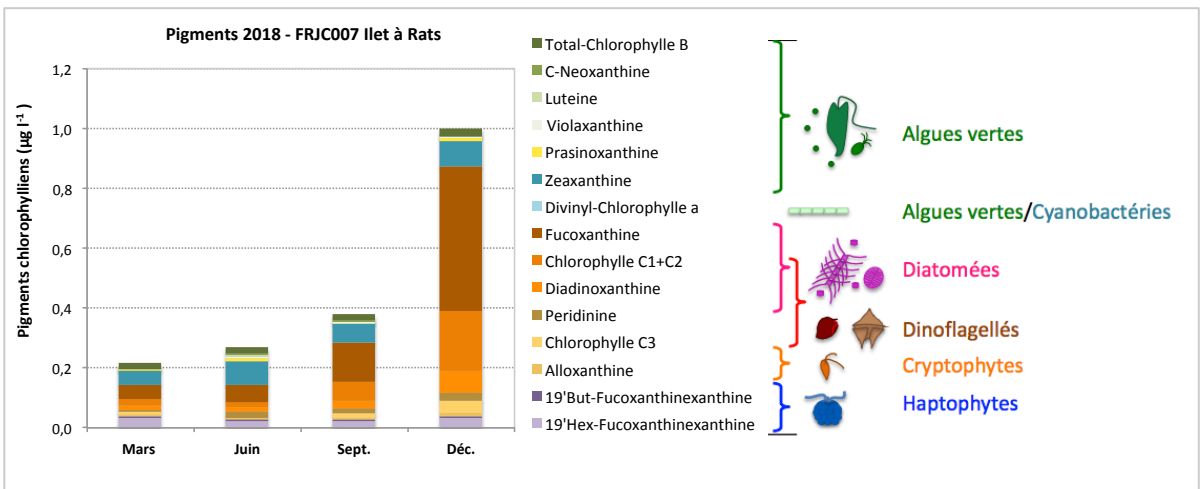 Pigments 2018 - FRJC007 Ilet à Rats
Pigments chlorophylliens (µg l-1 )
1,2
1,0
0,8
0,6
0,4
0,2
0,0
Mars
Juin
Sept.
Déc.
Total-Chlorophylle B
C-Neoxanthine
Luteine
Violaxanthine
Prasinoxanthine
Zeaxanthine
Divinyl-Chlorophylle a
Fucoxanthine
Chlorophylle C1+C2
Diadinoxanthine
Peridinine
Chlorophylle C3
Alloxanthine
19'But-Fucoxanthinexanthine
19'Hex-Fucoxanthinexanthine
Algues vertes
Algues vertes/Cyanobactéries
Diatomées
Dinoflagellés
Cryptophytes
Haptophytes